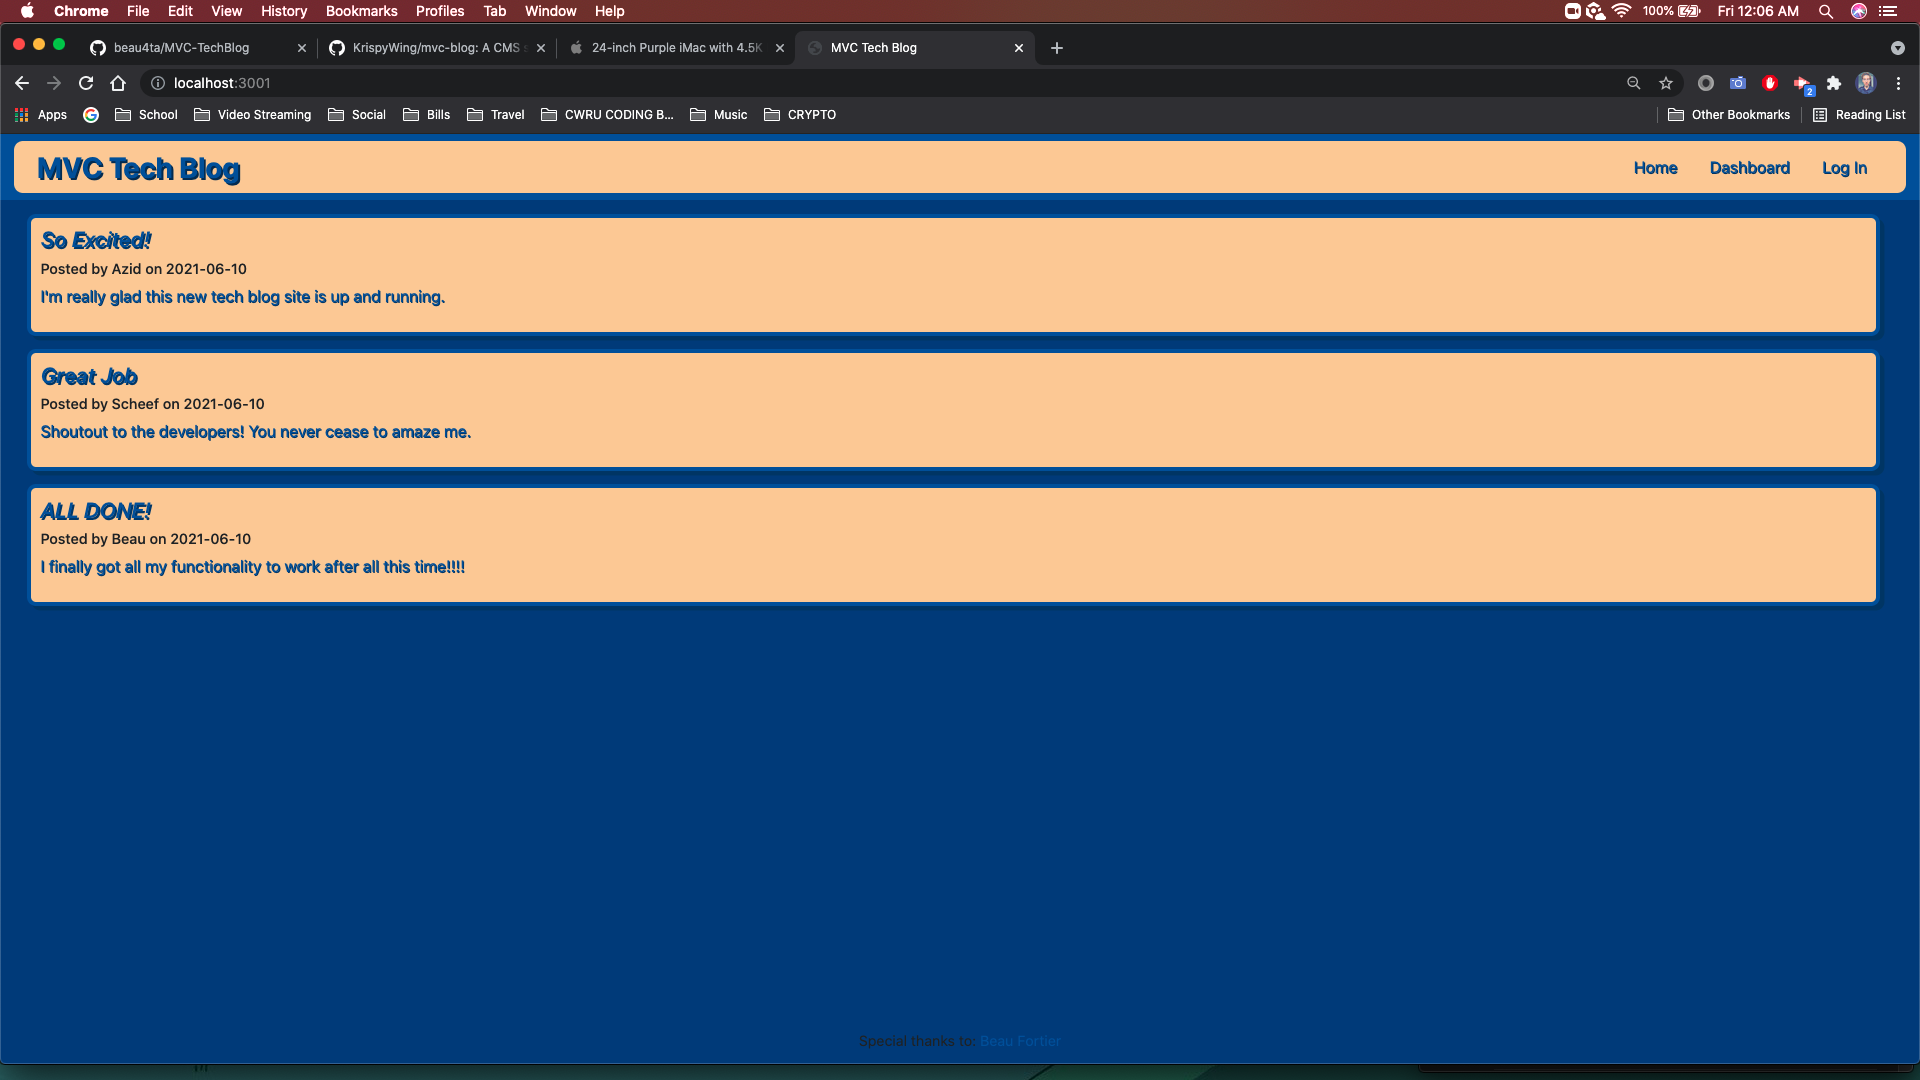 Chrome File Edit View History Bookmarks Profiles Tab Window Help 100% Fri 12:06 AM
beau4ta/MVC-TechBlog KrispyWing/mvc-blog: A CMS 24-inch Purple iMac with 4.5K MVC Tech Blog
localhost:3001 2
Apps School Video Streaming Social Bills Travel CWRU CODING B... Music CRYPTO Other Bookmarks Reading List
MVC Tech Blog Home Dashboard Log In
So Excited!
Posted by Azid on 2021-06-10
I'm really glad this new tech blog site is up and running.
Great Job
Posted by Scheef on 2021-06-10
Shoutout to the developers! You never cease to amaze me.
ALL DONE!
Posted by Beau on 2021-06-10
I finally got all my functionality to work after all this time!!!!
Special thanks to: Beau Fortier